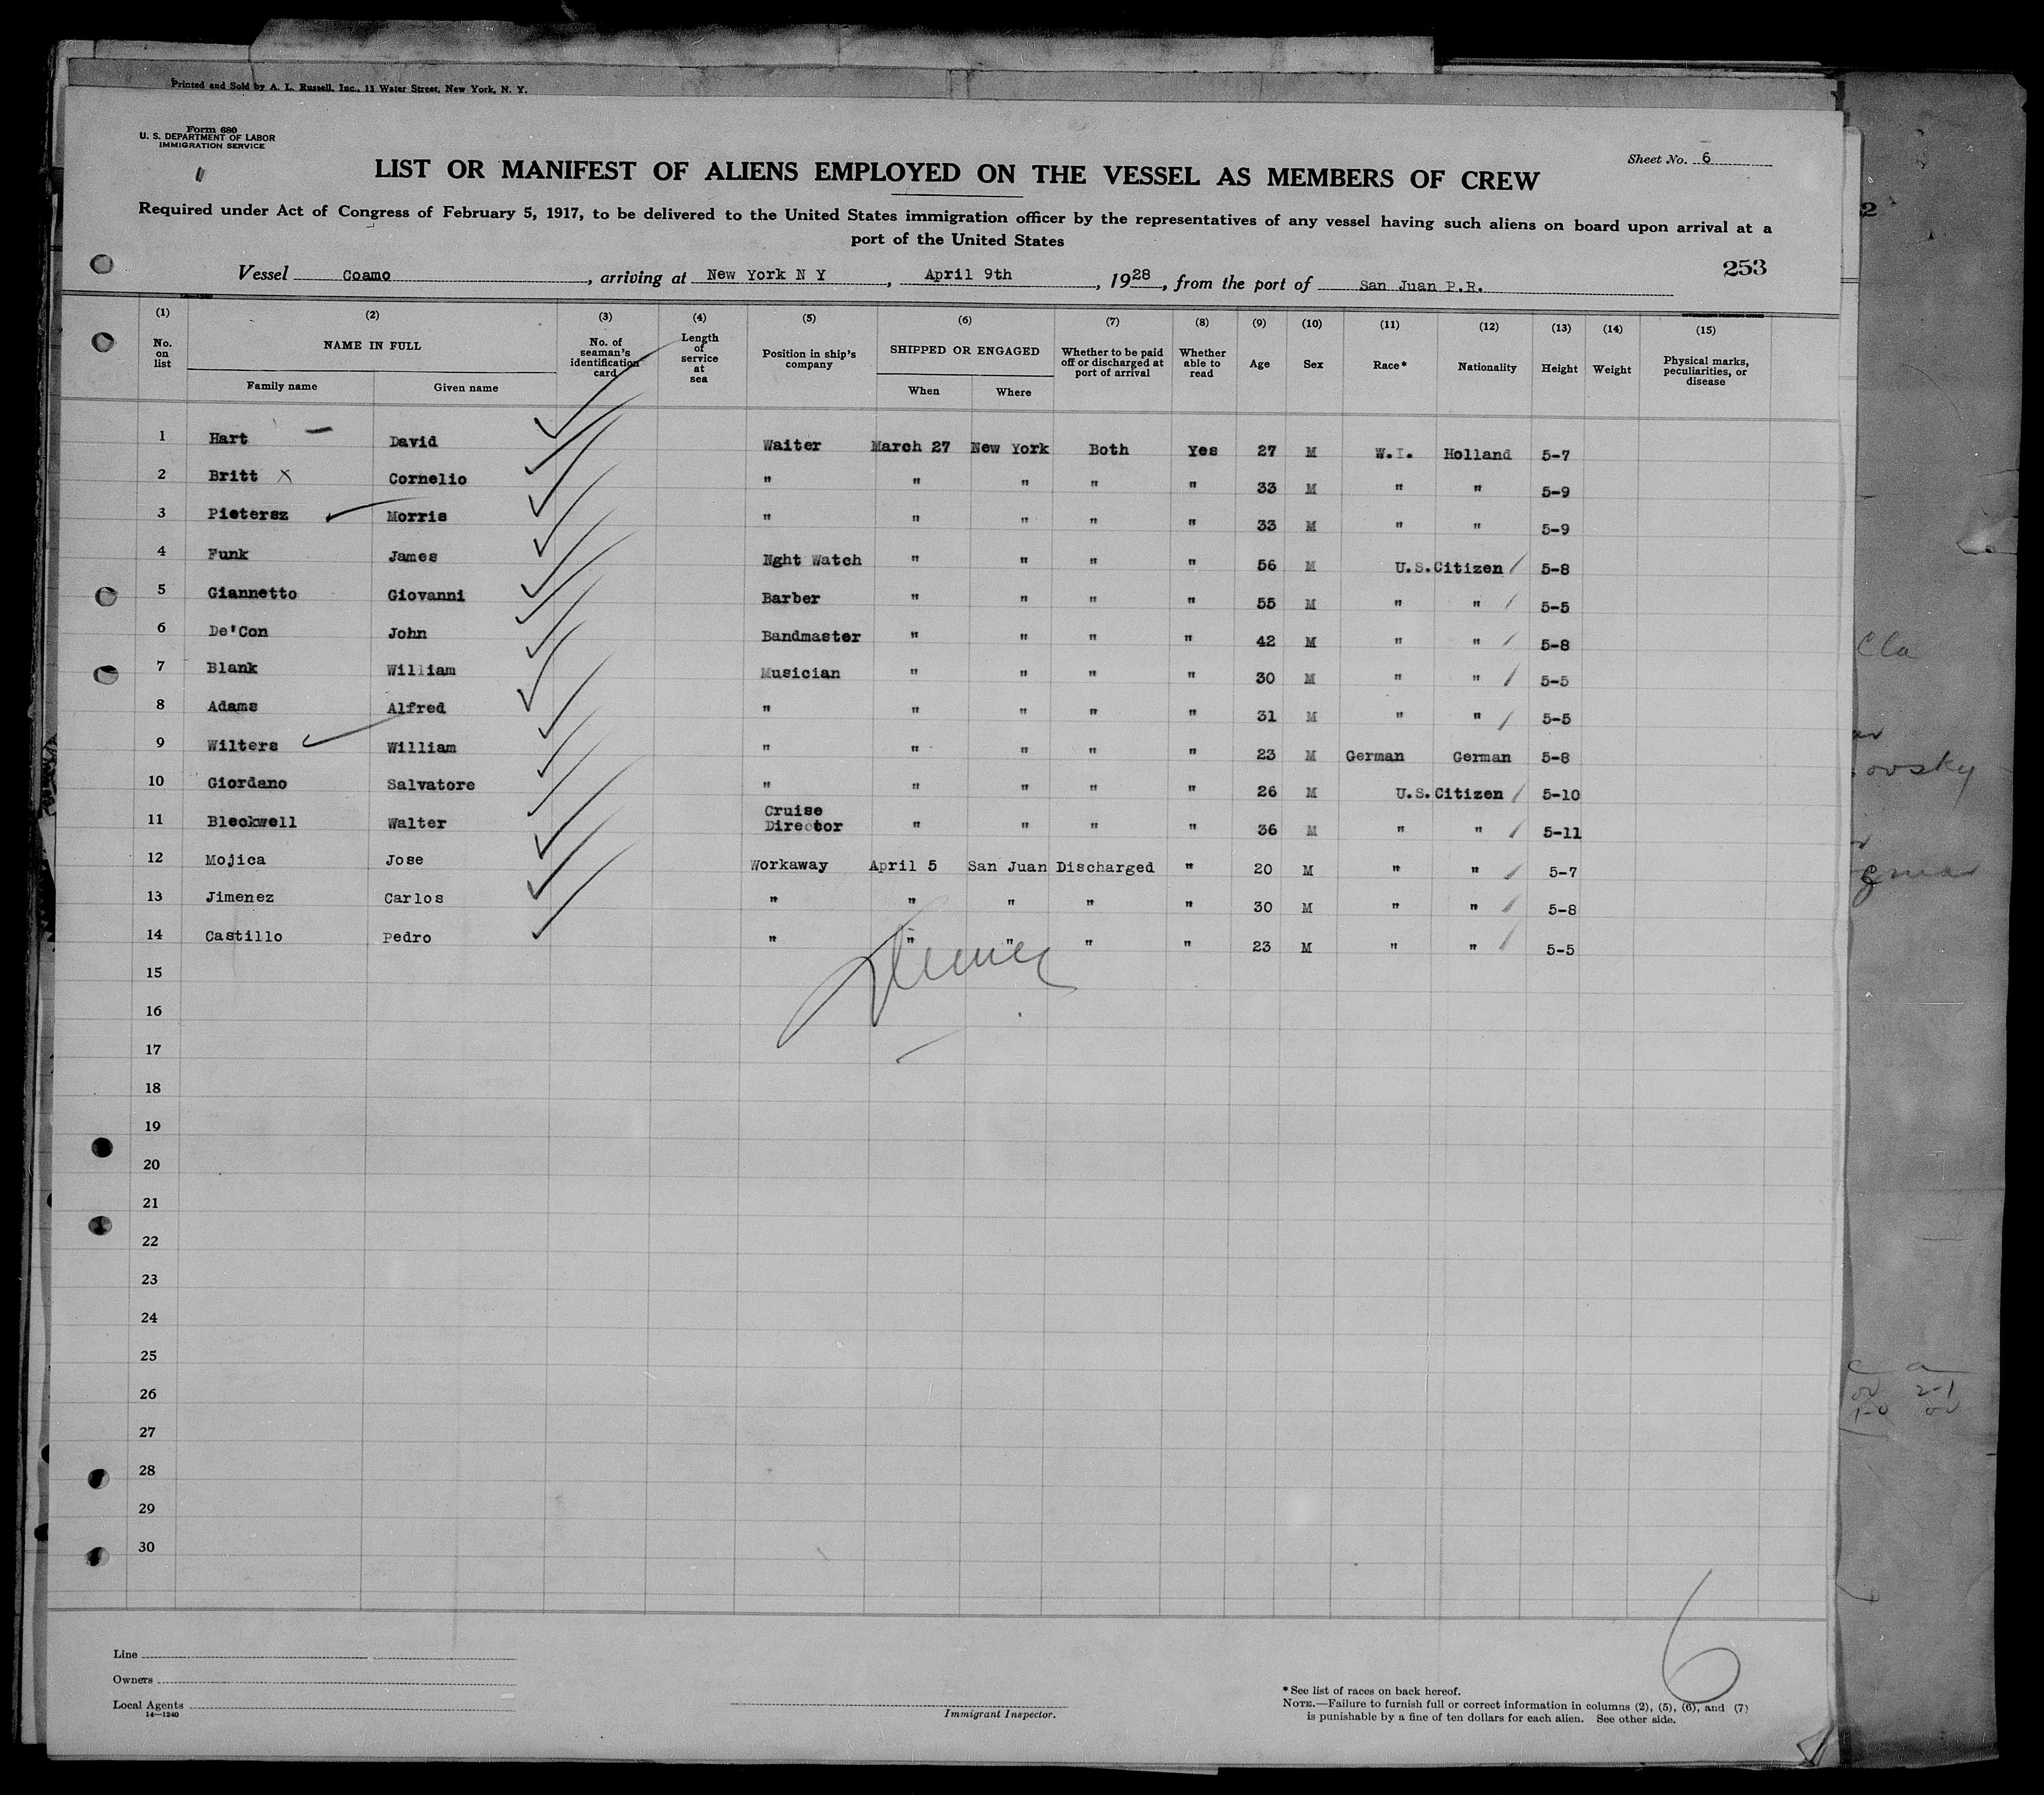 Printed and Sold by A. L. Russell, Inc., 13 Water Street, New York, N. Y.
Form 680
U. S. DEPARTMENT OF LABOR
IMMIGRATION SERVICE
Sheet No. 6
LIST OR MANIFEST OF ALIENS EMPLOYED ON THE VESSEL AS MEMBERS OF CREW
Required under Act of Congress of February 5, 1917, to be delivered to the United States immigration officer by the representatives of any vessel having such aliens on board upon arrival at a
port of the United States
253
Vessel Coamo, arriving at New York N Y, April 9th, 1928, from the port of San Juan P.R.
(1) (2) (3) (4) (5) (6) (7) (8) (9) (10) (11) (12) (13) (14) (15)
No. on list NAME IN FULL No. of seaman's identification card Length of service at sea Position in ship's company SHIPPED OR ENGAGED Whether to be paid off or discharged at port of arrival Whether able to read Age Sex Race* Nationality Height Weight Physical marks, peculiarities, or disease
Family name Given name When Where
1 Hart David Waiter March 27 New York Both Yes 27 M W.I. Holland 5-7
2 Britt X Cornelio " " " " " 33 M " " 5-9
3 Pietersz Morris " " " " " 33 M " " 5-9
4 Funk James Nght Watch " " " " 56 M U.S.Citizen 5-8
5 Giannetto Giovanni Barber " " " " 55 M " " 5-5
6 De'Con John Bandmaster " " " " 42 M " " 5-8
7 Blank William Musician " " " " 30 M " " 5-5
8 Adams Alfred " " " " " 31 M " " 5-5
9 Wilters William " " " " " 23 M German German 5-8
10 Giordano Salvatore " " " " " 26 M U.S.Citizen 5-10
11 Bleckwell Walter Cruise Director " " " " 36 M " " 5-11
12 Mojica Jose Workaway April 5 San Juan Discharged " 20 M " " 5-7
13 Jimenez Carlos " " " " " 30 M " " 5-8
14 Castillo Pedro " " " " " 23 M " " 5-5
15
16
17
18
19
20
21
22
23
24
25
26
27
28
29
30
6
Line
Owners
Local Agents
14—1240
Immigrant Inspector.
* See list of races on back hereof.
NOTE.—Failure to furnish full or correct information in columns (2), (5), (6), and (7)
is punishable by a fine of ten dollars for each alien. See other side.